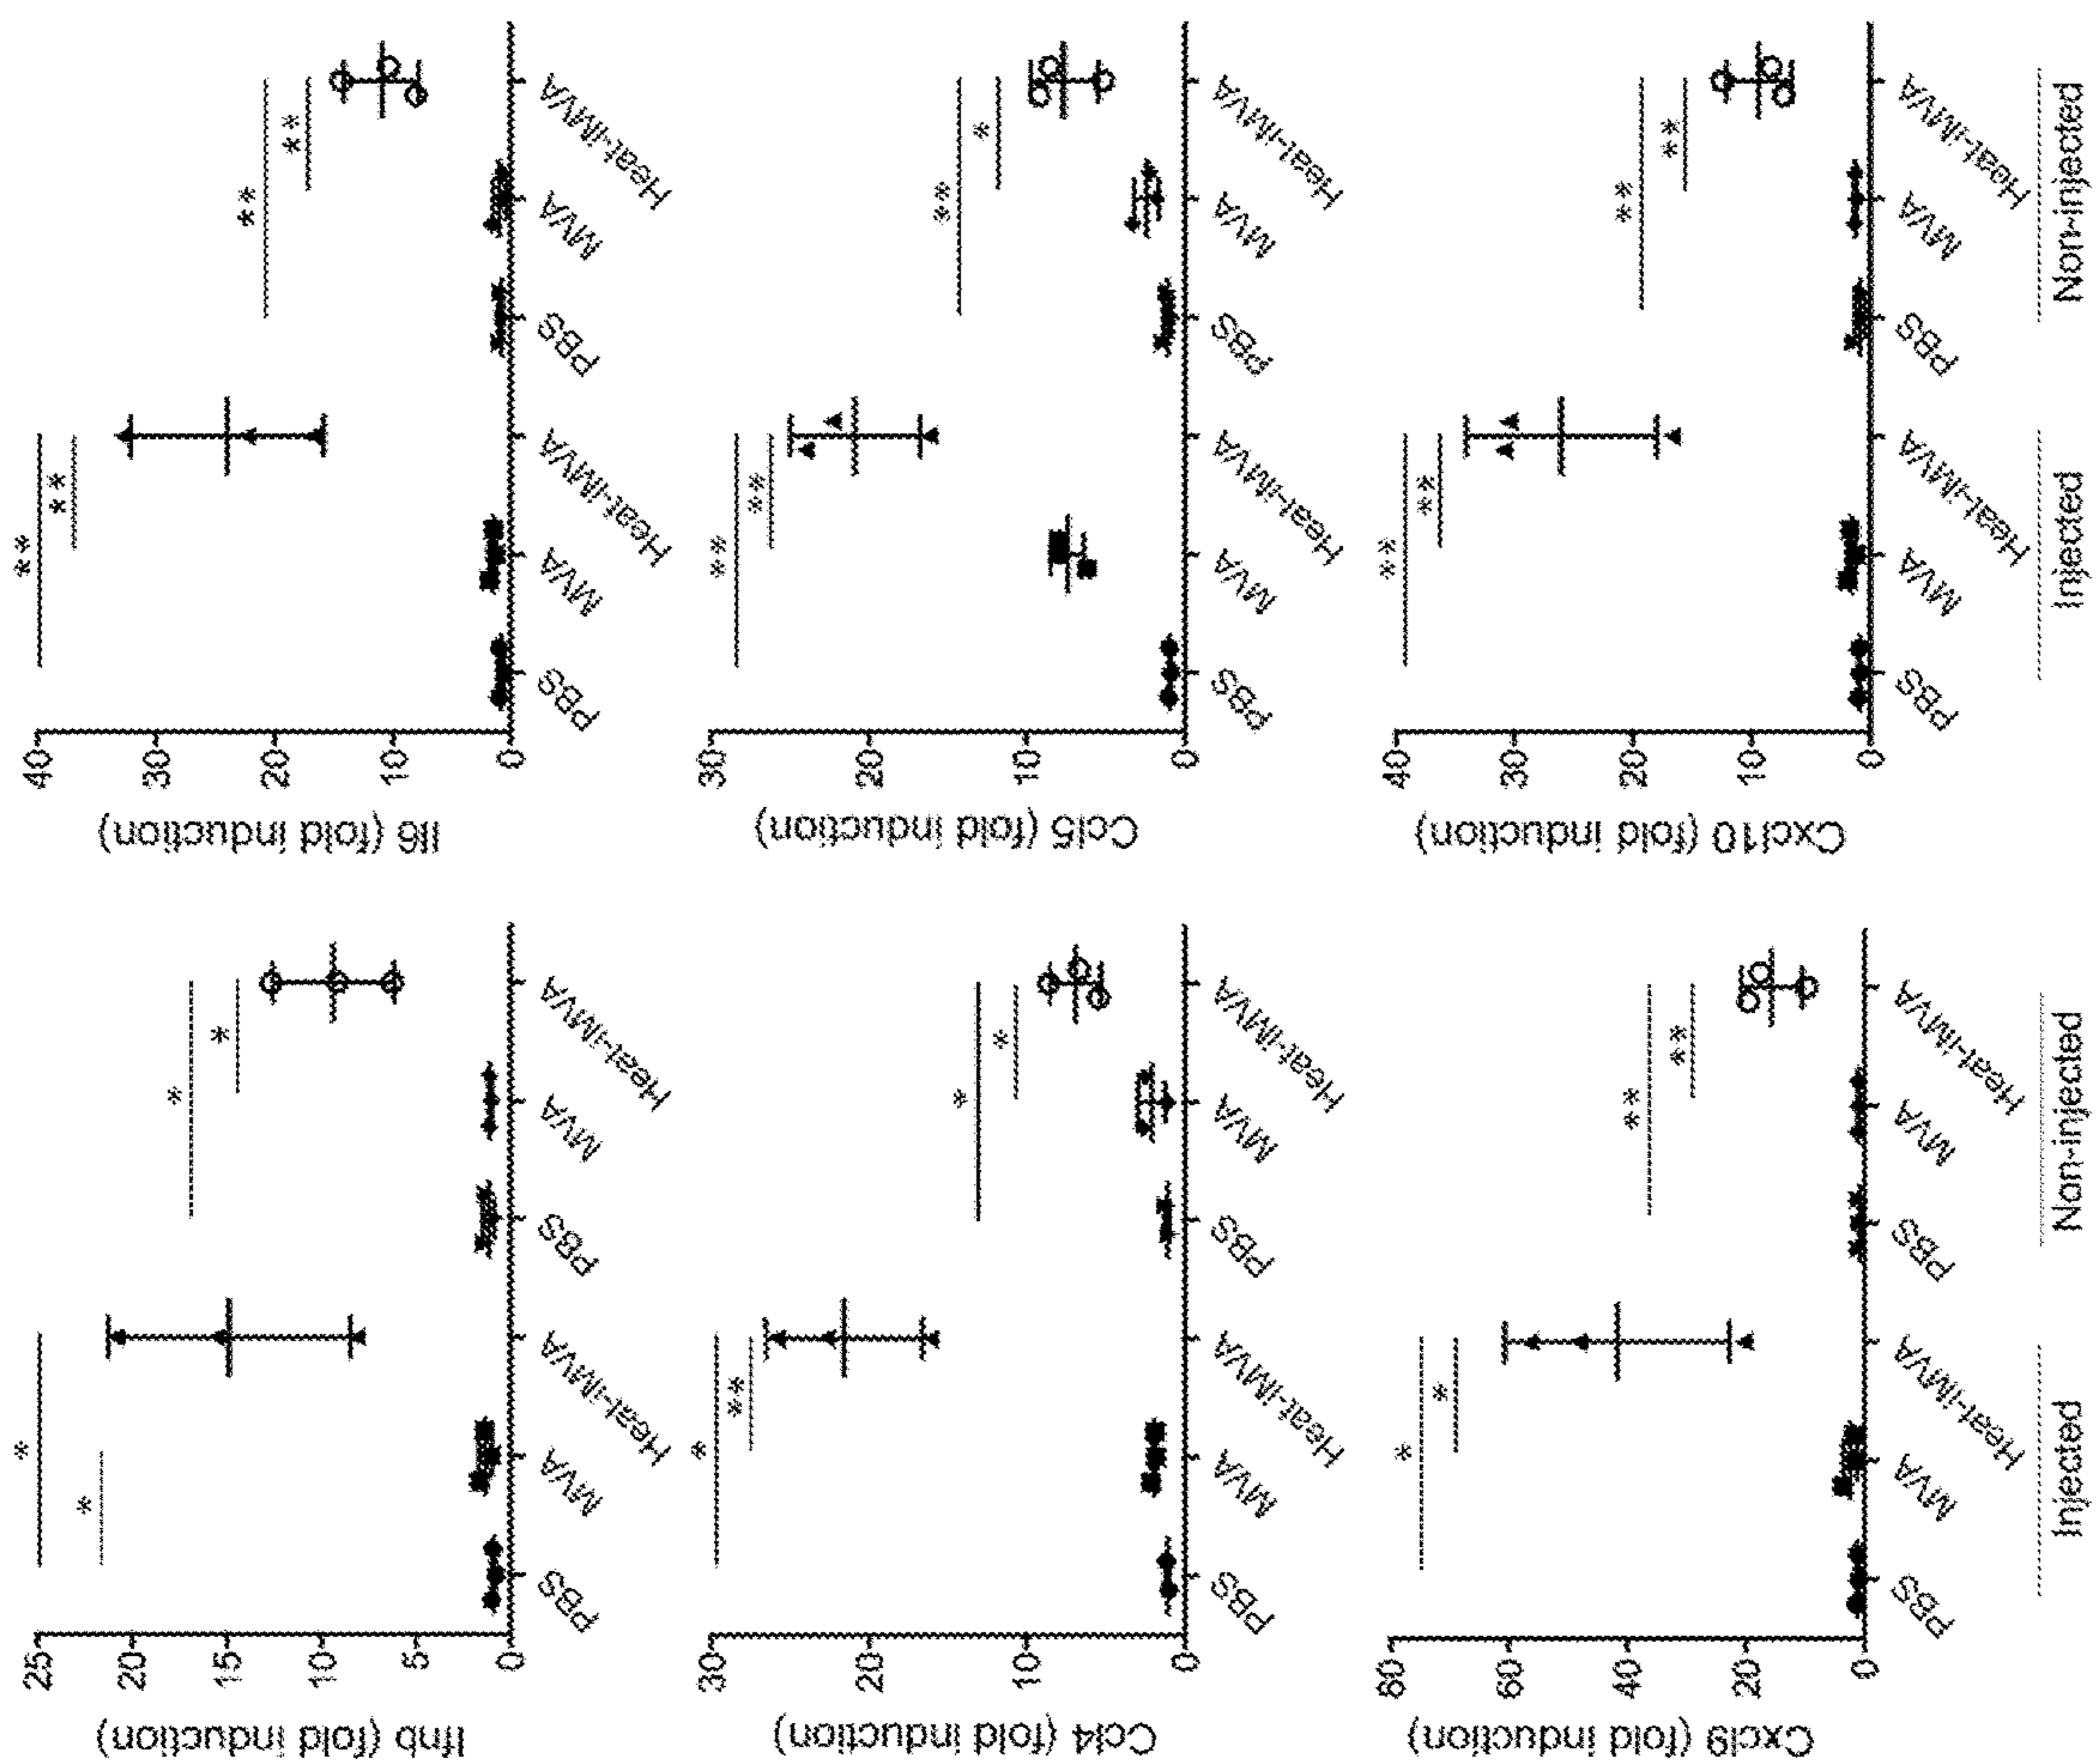 Ifnb (fold induction)
25
20
15
10
5
0
*
*
*
*
PBS
MVA
Heat-iMVA
PBS
MVA
Heat-iMVA
Il6 (fold induction)
40
30
20
10
0
**
**
**
**
PBS
MVA
Heat-iMVA
PBS
MVA
Heat-iMVA
Ccl4 (fold induction)
30
20
10
0
*
**
*
*
PBS
MVA
Heat-iMVA
PBS
MVA
Heat-iMVA
Ccl5 (fold induction)
30
20
10
0
**
**
**
*
PBS
MVA
Heat-iMVA
PBS
MVA
Heat-iMVA
Cxcl9 (fold induction)
80
60
40
20
0
*
*
**
**
PBS
MVA
Heat-iMVA
PBS
MVA
Heat-iMVA
Injected
Non-injected
Cxcl10 (fold induction)
40
30
20
10
0
**
**
**
**
PBS
MVA
Heat-iMVA
PBS
MVA
Heat-iMVA
Injected
Non-injected